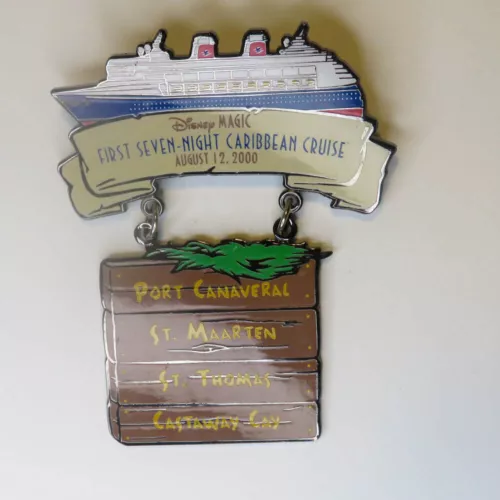 Disney MAGIC
FIRST SEVEN-NIGHT CARIBBEAN CRUISE
AUGUST 12, 2000
PORT CANAVERAL
ST. MAARTEN
ST. THOMAS
CASTAWAY CAY